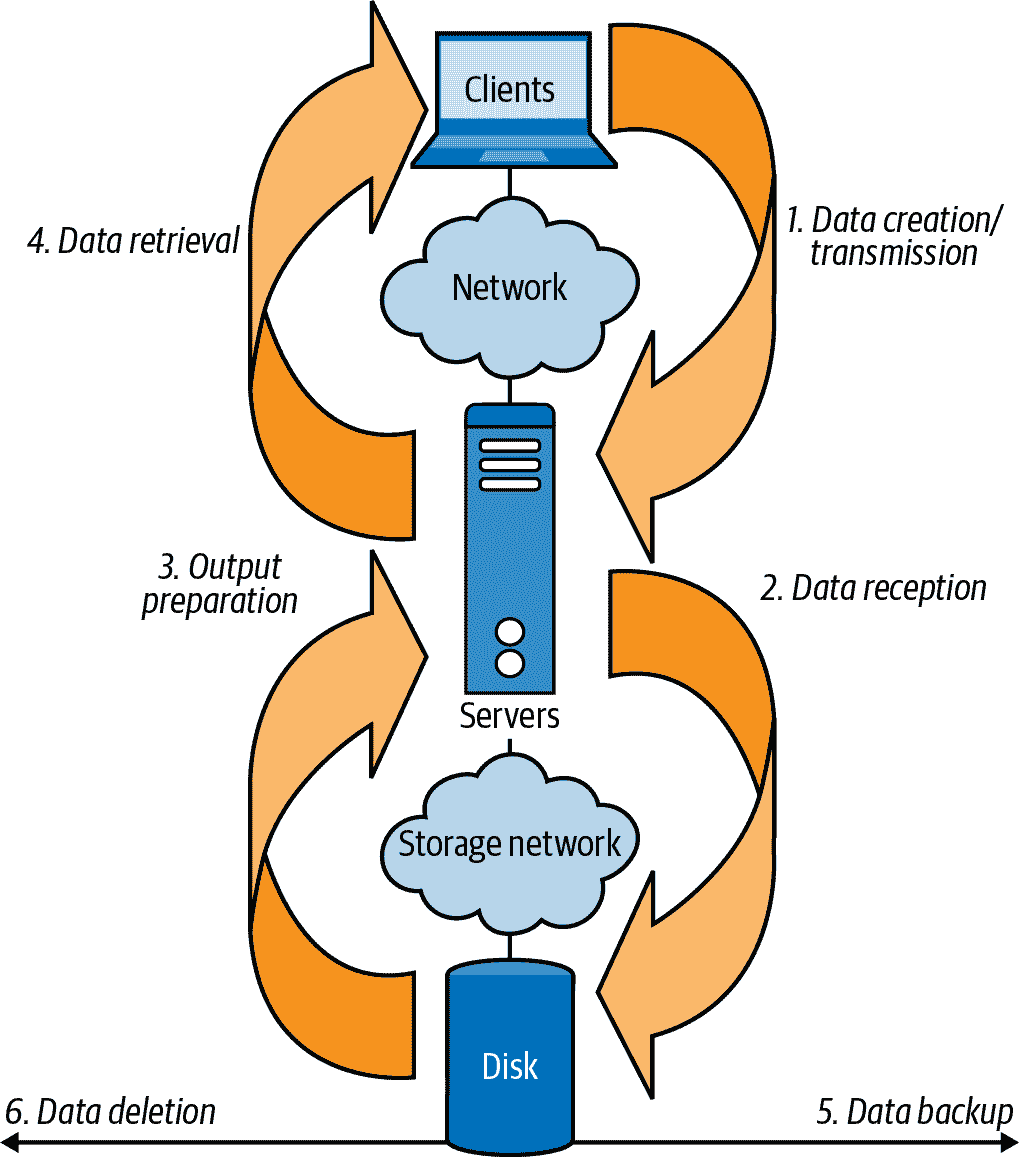 Clients
1. Data creation/
transmission
4. Data retrieval
Network
3. Output
preparation
2. Data reception
Servers
Storage network
Disk
6. Data deletion
5. Data backup